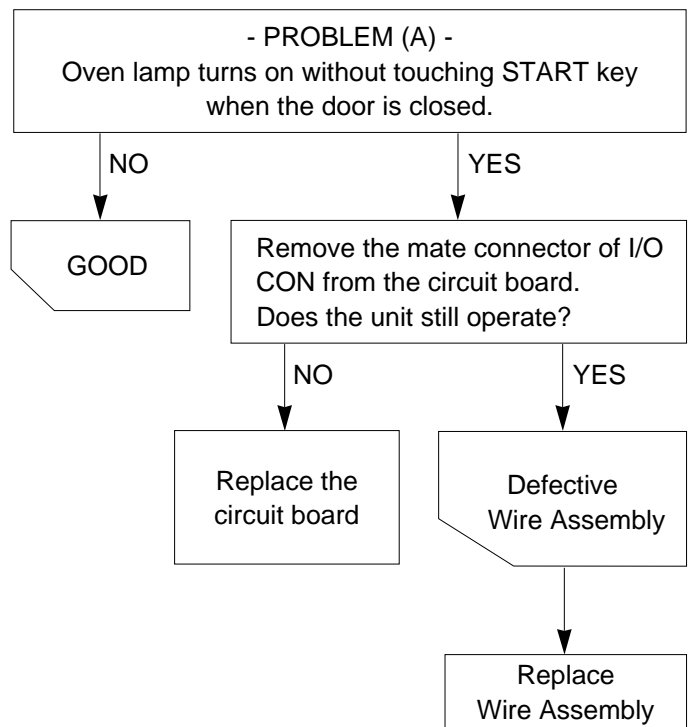 - PROBLEM (A) -
Oven lamp turns on without touching START key
when the door is closed.
NO
YES
GOOD
Remove the mate connector of I/O
CON from the circuit board.
Does the unit still operate?
NO
YES
Replace the
circuit board
Defective
Wire Assembly
Replace
Wire Assembly